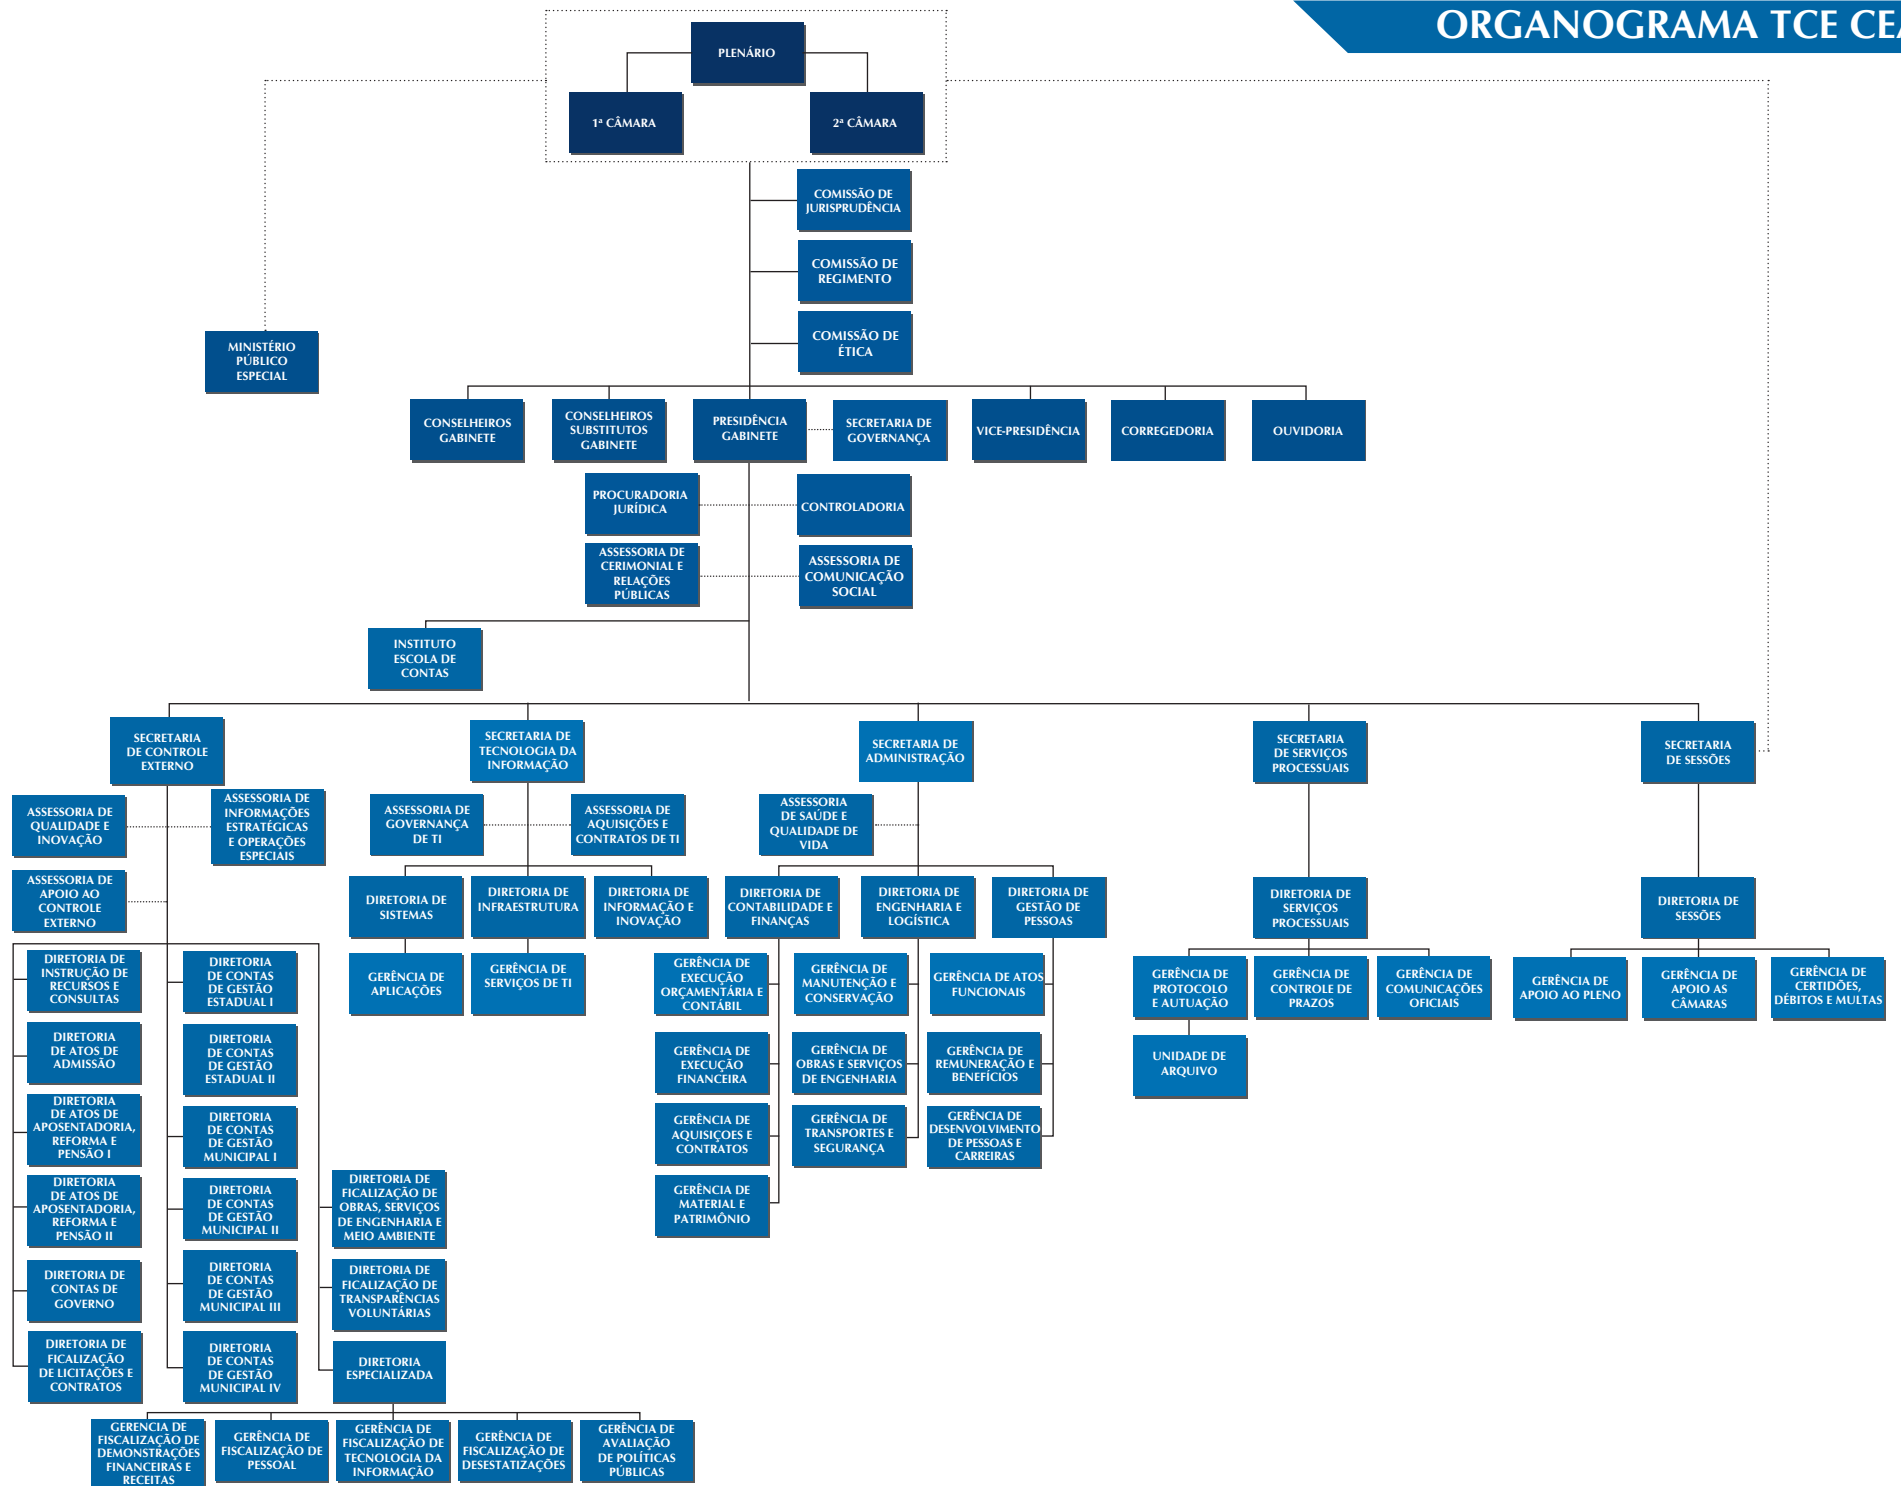 ORGANOGRAMA TCE CEA
PLENÁRIO
1ª CÂMARA
2ª CÂMARA
COMISSÃO DE
JURISPRUDÊNCIA
COMISSÃO DE
REGIMENTO
COMISSÃO DE
ÉTICA
MINISTÉRIO
PÚBLICO
ESPECIAL
CONSELHEIROS
GABINETE
CONSELHEIROS
SUBSTITUTOS
GABINETE
PRESIDÊNCIA
GABINETE
SECRETARIA DE
GOVERNANÇA
VICE-PRESIDÊNCIA
CORREGEDORIA
OUVIDORIA
PROCURADORIA
JURÍDICA
CONTROLADORIA
ASSESSORIA DE
CERIMONIAL E
RELAÇÕES
PÚBLICAS
ASSESSORIA DE
COMUNICAÇÃO
SOCIAL
INSTITUTO
ESCOLA DE
CONTAS
SECRETARIA
DE CONTROLE
EXTERNO
SECRETARIA DE
TECNOLOGIA DA
INFORMAÇÃO
SECRETARIA DE
ADMINISTRAÇÃO
SECRETARIA
DE SERVIÇOS
PROCESSUAIS
SECRETARIA
DE SESSÕES
ASSESSORIA DE
QUALIDADE E
INOVAÇÃO
ASSESSORIA DE
INFORMAÇÕES
ESTRATÉGICAS
E OPERAÇÕES
ESPECIAIS
ASSESSORIA DE
GOVERNANÇA
DE TI
ASSESSORIA DE
AQUISIÇÕES E
CONTRATOS DE TI
ASSESSORIA
DE SAÚDE E
QUALIDADE DE
VIDA
ASSESSORIA DE
APOIO AO
CONTROLE
EXTERNO
DIRETORIA DE
SISTEMAS
DIRETORIA DE
INFRAESTRUTURA
DIRETORIA DE
INFORMAÇÃO E
INOVAÇÃO
DIRETORIA DE
CONTABILIDADE E
FINANÇAS
DIRETORIA DE
ENGENHARIA E
LOGÍSTICA
DIRETORIA DE
GESTÃO DE
PESSOAS
DIRETORIA DE
SERVIÇOS
PROCESSUAIS
DIRETORIA DE
SESSÕES
DIRETORIA DE
INSTRUÇÃO DE
RECURSOS E
CONSULTAS
DIRETORIA
DE CONTAS
DE GESTÃO
ESTADUAL I
GERÊNCIA DE
APLICAÇÕES
GERÊNCIA DE
SERVIÇOS DE TI
GERÊNCIA DE
EXECUÇÃO
ORÇAMENTÁRIA E
CONTÁBIL
GERÊNCIA DE
MANUTENÇÃO E
CONSERVAÇÃO
GERÊNCIA DE ATOS
FUNCIONAIS
GERÊNCIA DE
PROTOCOLO
E AUTUAÇÃO
GERÊNCIA DE
CONTROLE DE
PRAZOS
GERÊNCIA DE
COMUNICAÇÕES
OFICIAIS
GERÊNCIA DE
APOIO AO PLENO
GERÊNCIA DE
APOIO AS
CÂMARAS
GERÊNCIA DE
CERTIDÕES,
DÉBITOS E MULTAS
DIRETORIA
DE ATOS DE
ADMISSÃO
DIRETORIA
DE CONTAS
DE GESTÃO
ESTADUAL II
GERÊNCIA DE
EXECUÇÃO
FINANCEIRA
GERÊNCIA DE
OBRAS E SERVIÇOS
DE ENGENHARIA
GERÊNCIA DE
REMUNERAÇÃO E
BENEFÍCIOS
UNIDADE DE
ARQUIVO
DIRETORIA
DE ATOS DE
APOSENTADORIA,
REFORMA E
PENSÃO I
DIRETORIA
DE CONTAS
DE GESTÃO
MUNICIPAL I
GERÊNCIA DE
AQUISIÇOES E
CONTRATOS
GERÊNCIA DE
TRANSPORTES E
SEGURANÇA
GERÊNCIA DE
DESENVOLVIMENTO
DE PESSOAS E
CARREIRAS
DIRETORIA
DE ATOS DE
APOSENTADORIA,
REFORMA E
PENSÃO II
DIRETORIA
DE CONTAS
DE GESTÃO
MUNICIPAL II
DIRETORIA DE
FICALIZAÇÃO DE
OBRAS, SERVIÇOS
DE ENGENHARIA E
MEIO AMBIENTE
GERÊNCIA DE
MATERIAL E
PATRIMÔNIO
DIRETORIA DE
CONTAS DE
GOVERNO
DIRETORIA
DE CONTAS
DE GESTÃO
MUNICIPAL III
DIRETORIA DE
FICALIZAÇÃO DE
TRANSPARÊNCIAS
VOLUNTÁRIAS
DIRETORIA DE
FICALIZAÇÃO
DE LICITAÇÕES E
CONTRATOS
DIRETORIA
DE CONTAS
DE GESTÃO
MUNICIPAL IV
DIRETORIA
ESPECIALIZADA
GERENCIA DE
FISCALIZAÇÃO DE
DEMONSTRAÇÕES
FINANCEIRAS E
RECEITAS
GERÊNCIA DE
FISCALIZAÇÃO DE
PESSOAL
GERÊNCIA DE
FISCALIZAÇÃO DE
TECNOLOGIA DA
INFORMAÇÃO
GERÊNCIA DE
FISCALIZAÇÃO DE
DESESTATIZAÇÕES
GERÊNCIA DE
AVALIAÇÃO
DE POLÍTICAS
PÚBLICAS